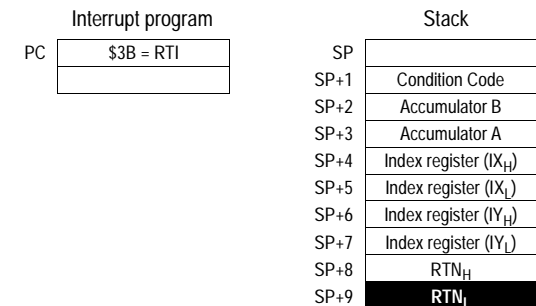 Interrupt program
PC $3B = RTI
Stack
SP
SP+1 Condition Code
SP+2 Accumulator B
SP+3 Accumulator A
SP+4 Index register (IXH)
SP+5 Index register (IXL)
SP+6 Index register (IYH)
SP+7 Index register (IYL)
SP+8 RTNH
SP+9 RTNL